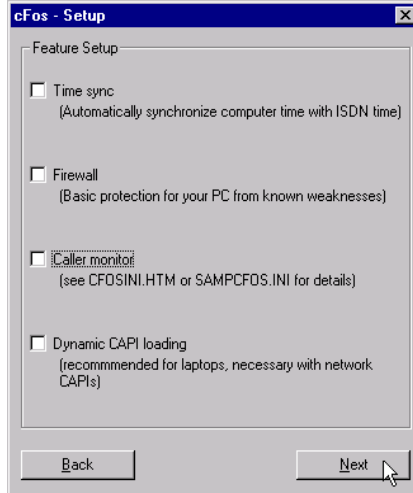 cFos - Setup
Feature Setup
Time sync
(Automatically synchronize computer time with ISDN time)
Firewall
(Basic protection for your PC from known weaknesses)
Caller monitor
(see CFOSINI.HTM or SAMPCFOS.INI for details)
Dynamic CAPI loading
(recommmended for laptops, necessary with network
CAPIs)
Back
Next